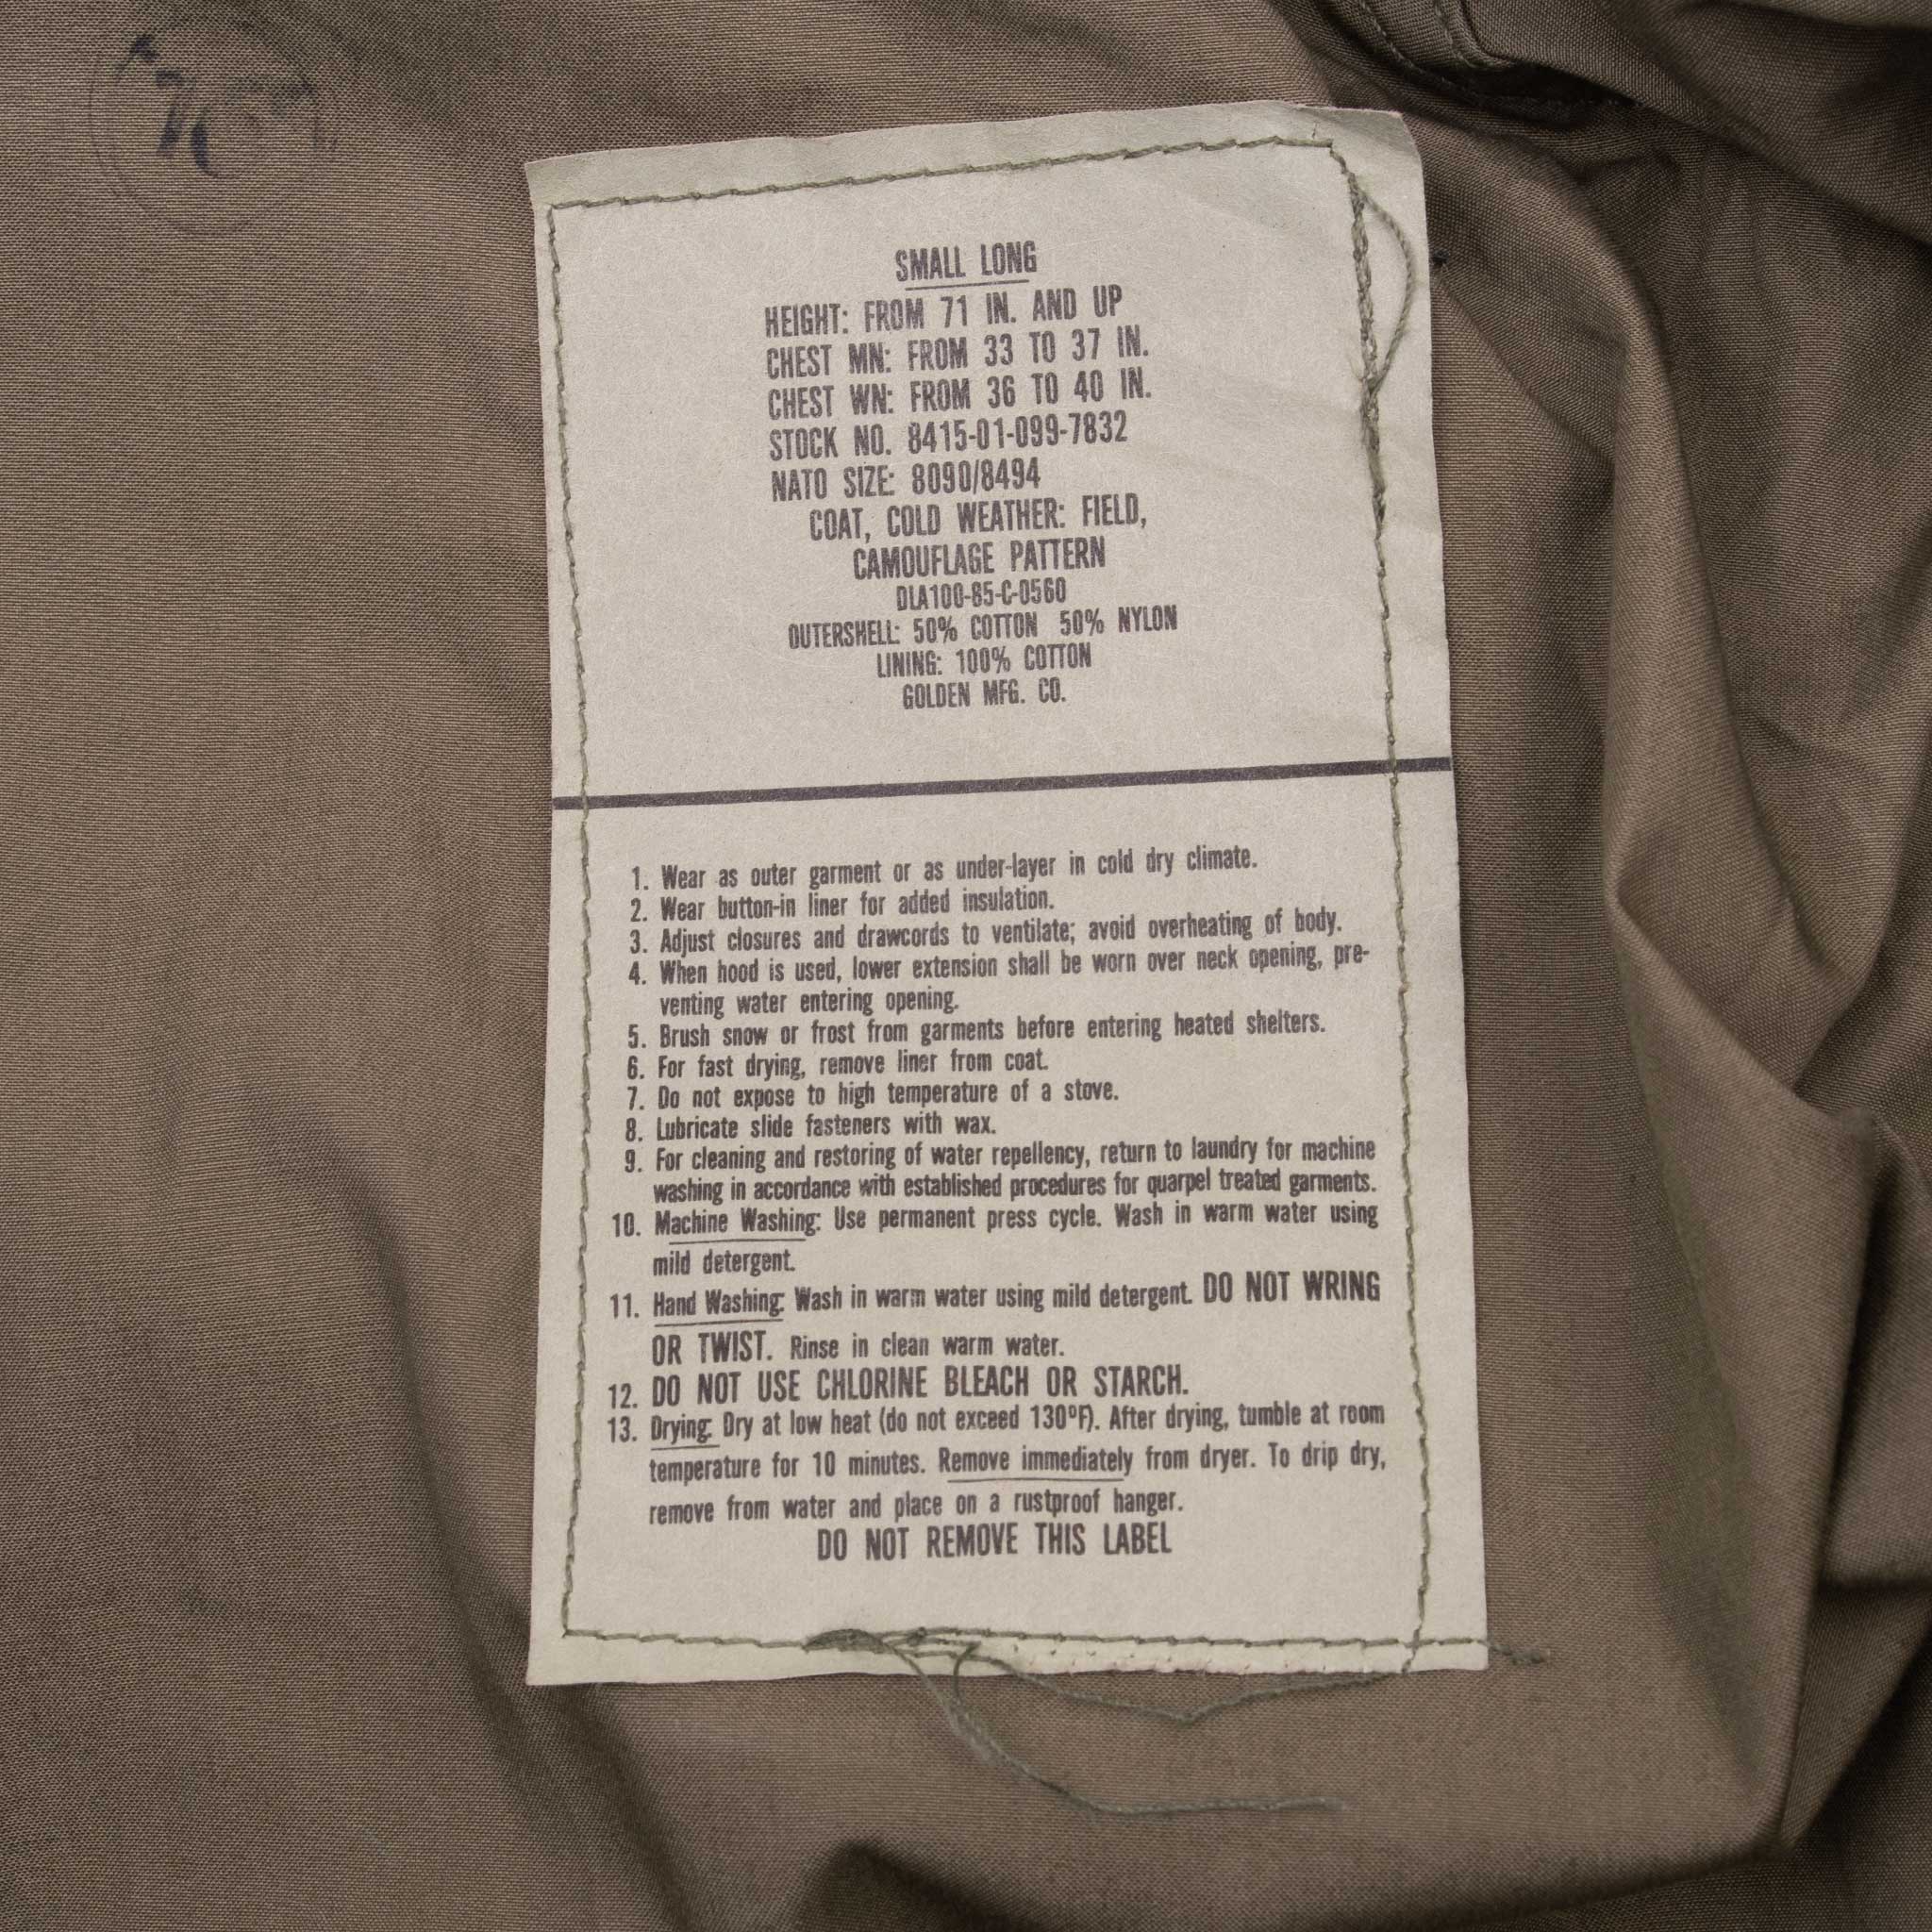 SMALL LONG
HEIGHT: FROM 71 IN. AND UP
CHEST MN: FROM 33 TO 37 IN.
CHEST WN: FROM 36 TO 40 IN.
STOCK NO. 8415-01-099-7832
NATO SIZE: 8090/8494
COAT, COLD WEATHER: FIELD,
CAMOUFLAGE PATTERN
DLA100-85-C-0560
OUTERSHELL: 50% COTTON 50% NYLON
LINING: 100% COTTON
GOLDEN MFG. CO.
1. Wear as outer garment or as under-layer in cold dry climate.
2. Wear button-in liner for added insulation.
3. Adjust closures and drawcords to ventilate; avoid overheating of body.
4. When hood is used, lower extension shall be worn over neck opening, pre-
venting water entering opening.
5. Brush snow or frost from garments before entering heated shelters.
6. For fast drying, remove liner from coat.
7. Do not expose to high temperature of a stove.
8. Lubricate slide fasteners with wax.
9. For cleaning and restoring of water repellency, return to laundry for machine
washing in accordance with established procedures for quarpel treated garments.
10. Machine Washing: Use permanent press cycle. Wash in warm water using
mild detergent.
11. Hand Washing: Wash in warm water using mild detergent. DO NOT WRING
OR TWIST. Rinse in clean warm water.
12. DO NOT USE CHLORINE BLEACH OR STARCH.
13. Drying: Dry at low heat (do not exceed 130°F). After drying, tumble at room
temperature for 10 minutes. Remove immediately from dryer. To drip dry,
remove from water and place on a rustproof hanger.
DO NOT REMOVE THIS LABEL